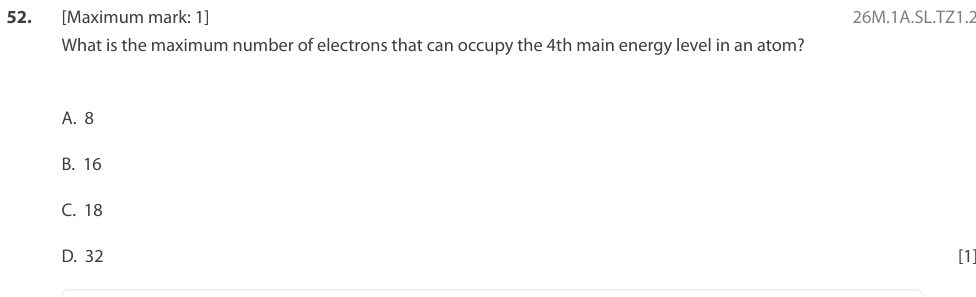 52. [Maximum mark: 1] 26M.1A.SL.TZ1.2
What is the maximum number of electrons that can occupy the 4th main energy level in an atom?
A. 8
B. 16
C. 18
D. 32 [1]